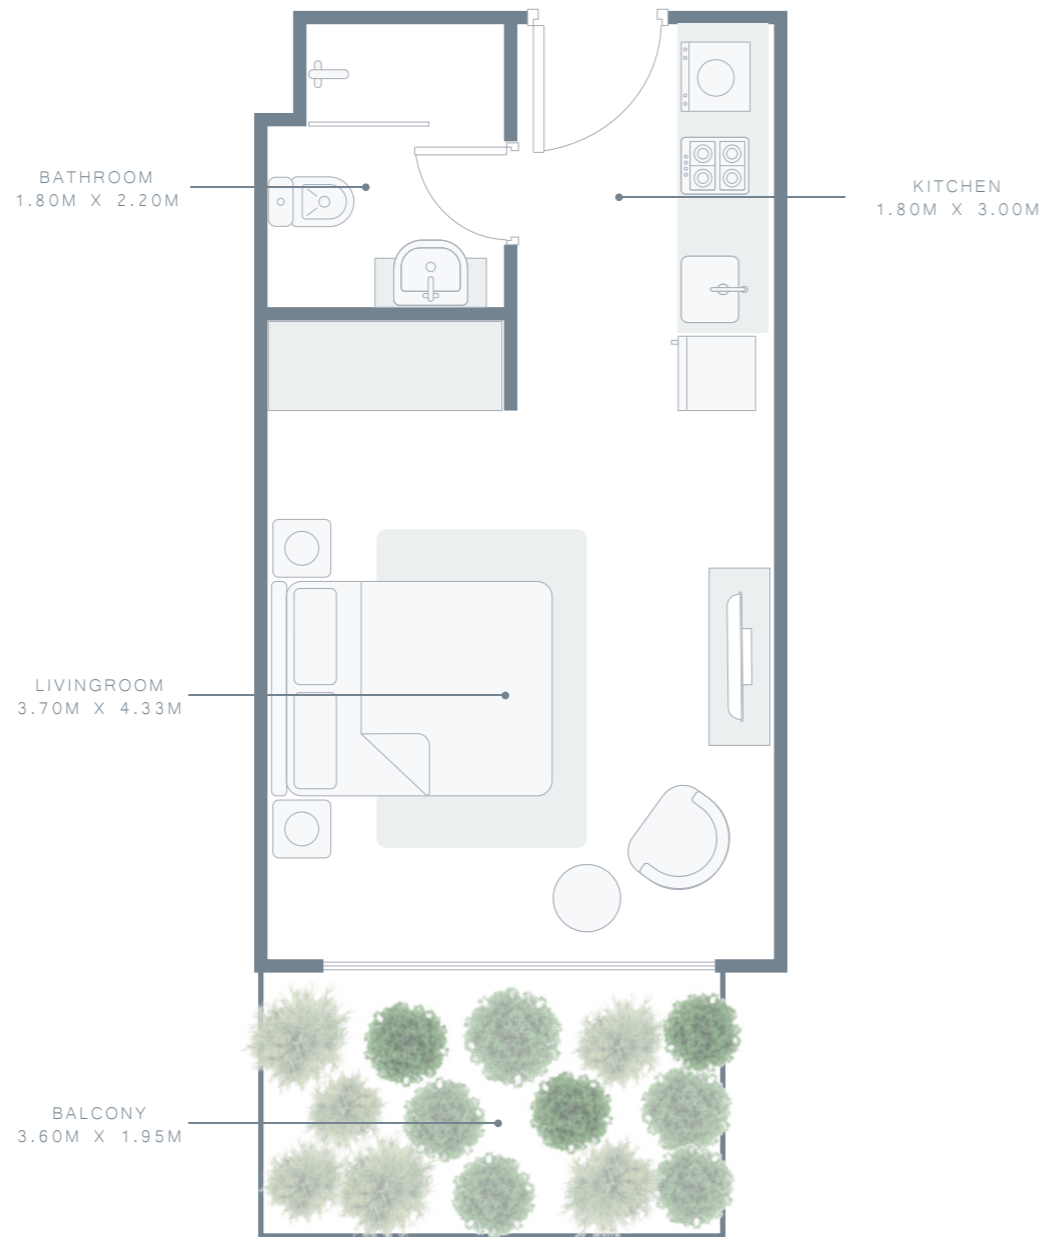 BATHROOM
1.80M X 2.20M
KITCHEN
1.80M X 3.00M
LIVINGROOM
3.70M X 4.33M
BALCONY
3.60M X 1.95M